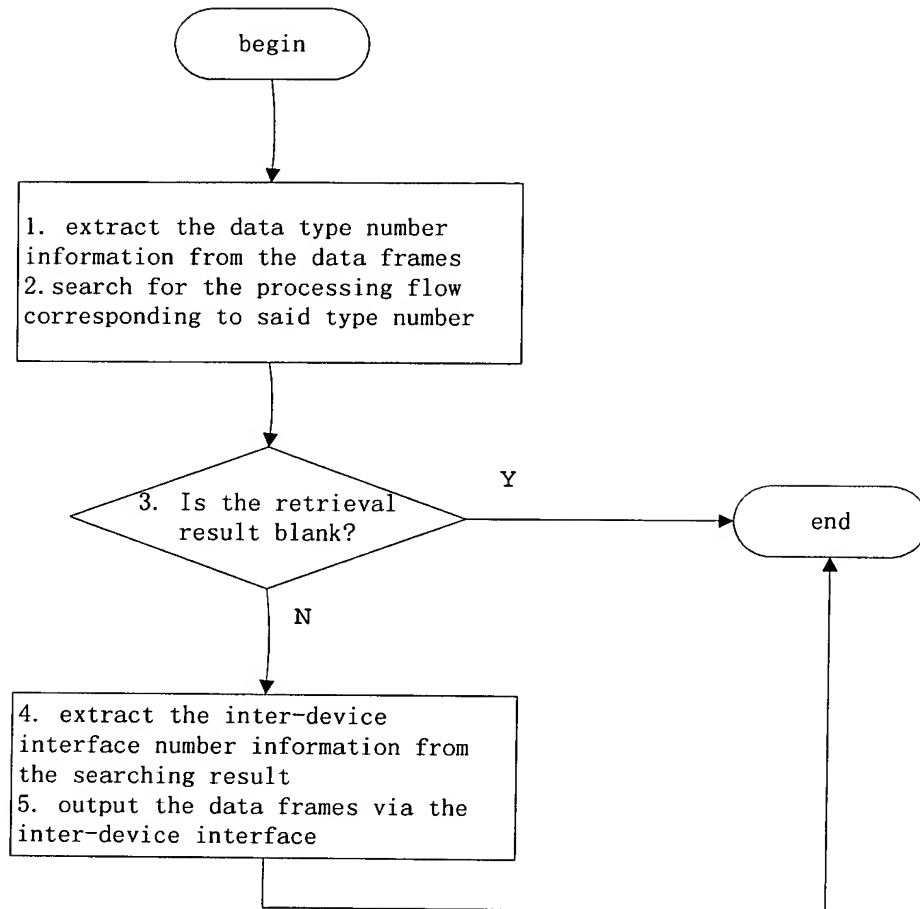 begin
1. extract the data type number
information from the data frames
2. search for the processing flow
corresponding to said type number
3. Is the retrieval
result blank?
Y
end
N
4. extract the inter-device
interface number information from
the searching result
5. output the data frames via the
inter-device interface